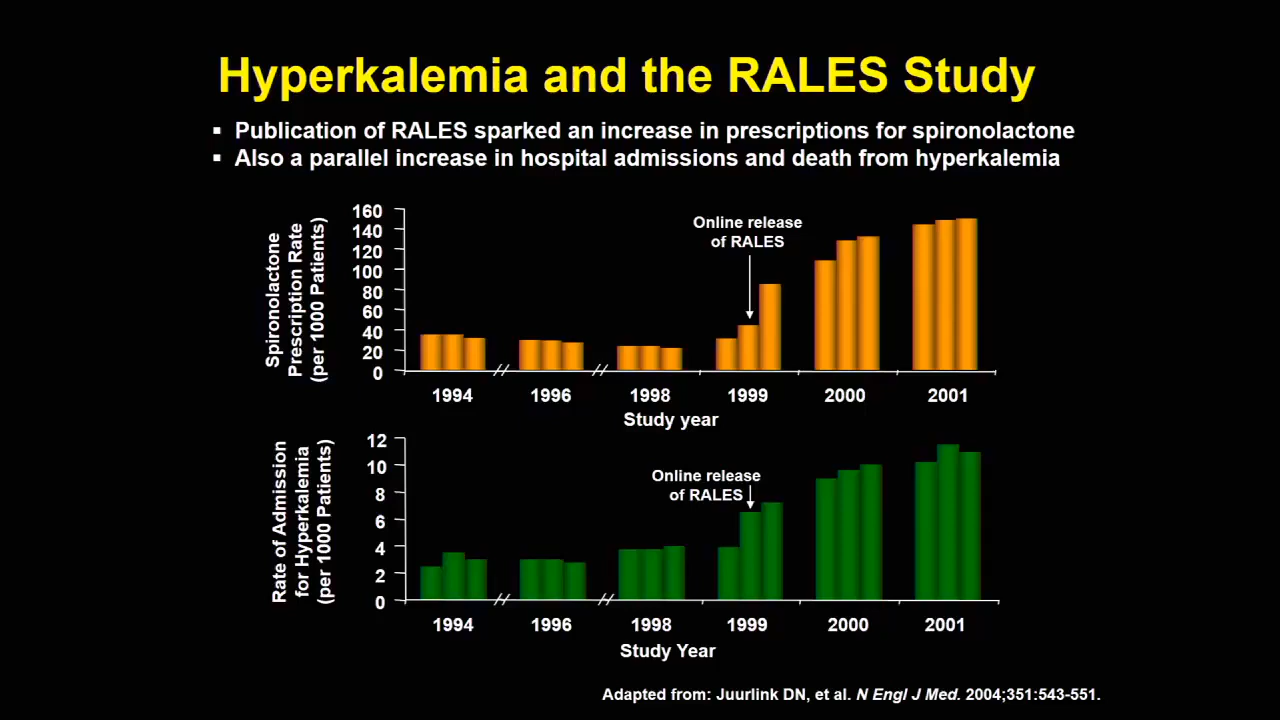 Hyperkalemia and the RALES Study
▪ Publication of RALES sparked an increase in prescriptions for spironolactone
▪ Also a parallel increase in hospital admissions and death from hyperkalemia
Spironolactone
Prescription Rate
(per 1000 Patients)
160
140
120
100
80
60
40
20
0
Online release
of RALES
1994
1996
1998
1999
2000
2001
Study year
Rate of Admission
for Hyperkalemia
(per 1000 Patients)
12
10
8
6
4
2
0
Online release
of RALES
1994
1996
1998
1999
2000
2001
Study Year
Adapted from: Juurlink DN, et al. N Engl J Med. 2004;351:543-551.